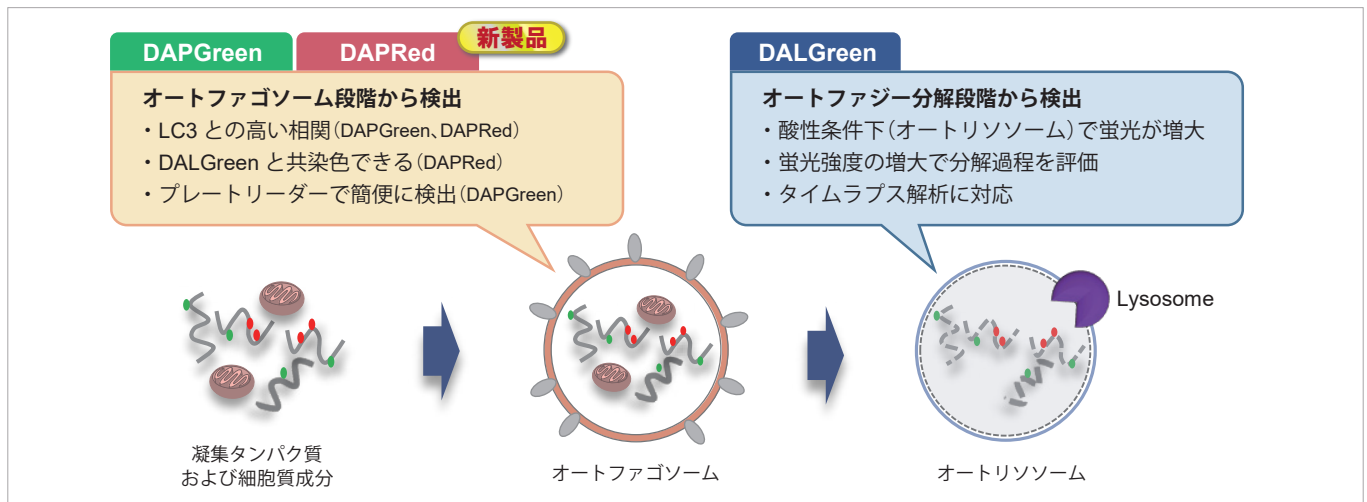 DAPGreen
DAPRed
新製品
オートファゴソーム段階から検出
・LC3 との高い相関(DAPGreen、DAPRed)
・DALGreen と共染色できる(DAPRed)
・プレートリーダーで簡便に検出(DAPGreen)
DALGreen
オートファジー分解段階から検出
・酸性条件下(オートリソソーム)で蛍光が増大
・蛍光強度の増大で分解過程を評価
・タイムラプス解析に対応
Lysosome
凝集タンパク質
および細胞質成分
オートファゴソーム
オートリソソーム